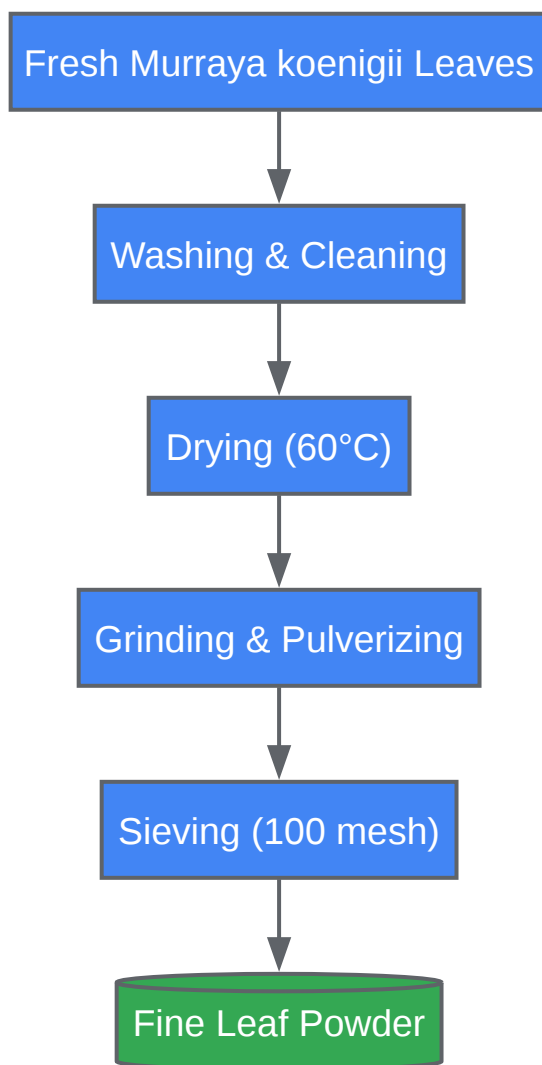 Fresh Murraya koenigii Leaves
Washing & Cleaning
Drying (60°C)
Grinding & Pulverizing
Sieving (100 mesh)
Fine Leaf Powder